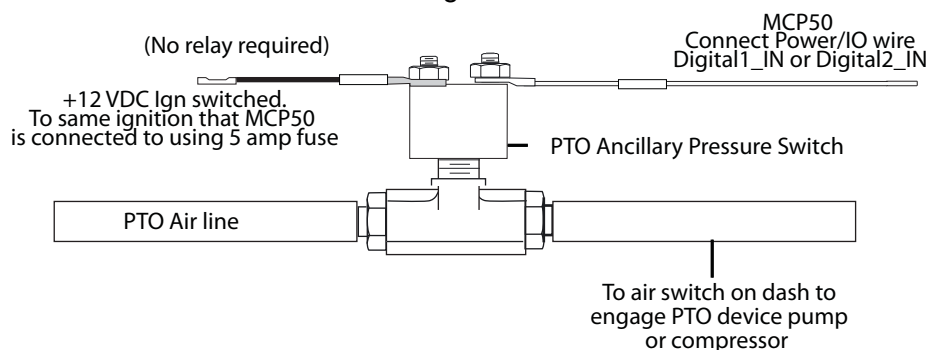 MCP50
Connect Power/IO wire
Digital1_IN or Digital2_IN
(No relay required)
+12 VDC Ign switched.
To same ignition that MCP50
is connected to using 5 amp fuse
PTO Ancillary Pressure Switch
PTO Air line
To air switch on dash to
engage PTO device pump
or compressor